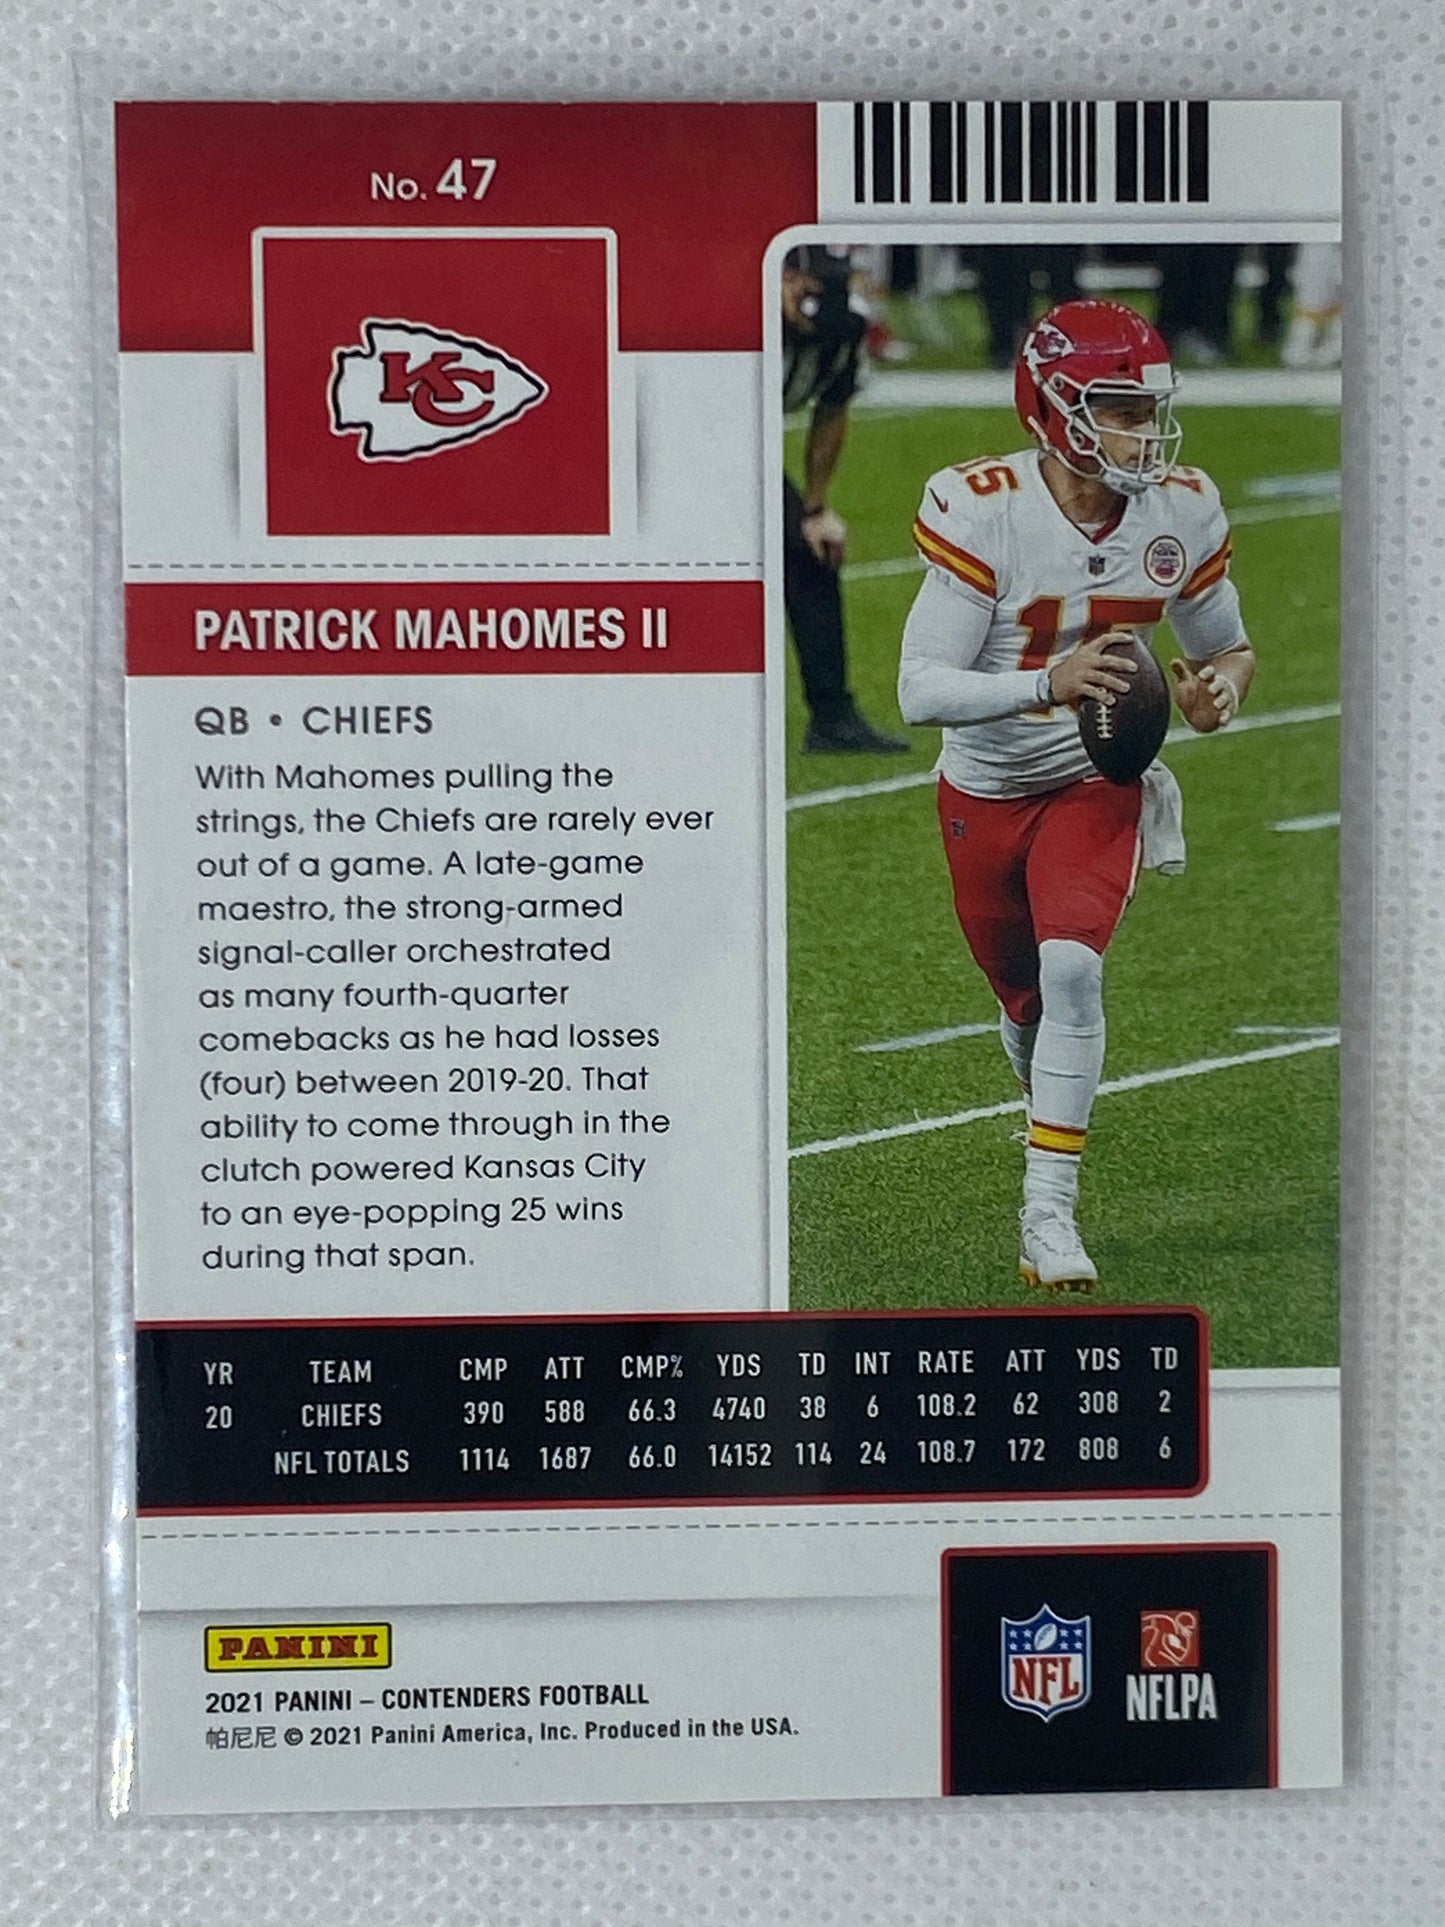 No. 47
KC
PATRICK MAHOMES II
QB • CHIEFS
With Mahomes pulling the
strings, the Chiefs are rarely ever
out of a game. A late-game
maestro, the strong-armed
signal-caller orchestrated
as many fourth-quarter
comebacks as he had losses
(four) between 2019-20. That
ability to come through in the
clutch powered Kansas City
to an eye-popping 25 wins
during that span.
15
15
YR TEAM CMP ATT CMP% YDS TD INT RATE ATT YDS TD
20 CHIEFS 390 588 66.3 4740 38 6 108.2 62 308 2
NFL TOTALS 1114 1687 66.0 14152 114 24 108.7 172 808 6
PANINI
2021 PANINI – CONTENDERS FOOTBALL
帕尼尼 © 2021 Panini America, Inc. Produced in the USA.
NFL
NFLPA